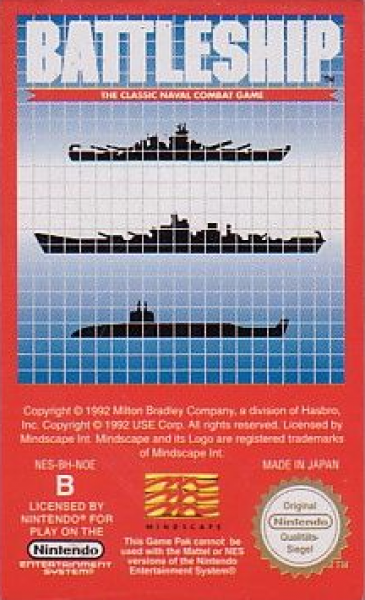 BATTLESHIP
THE CLASSIC NAVAL COMBAT GAME
Copyright © 1992 Milton Bradley Company, a division of Hasbro,
Inc. Copyright © 1992 USE Corp. All rights reserved. Licensed by
Mindscape Int. Mindscape and its Logo are registered trademarks
of Mindscape Int.
NES-BH-NOE
MADE IN JAPAN
B
LICENSED BY
NINTENDO® FOR
PLAY ON THE
Nintendo
ENTERTAINMENT
SYSTEM®
MINDSCAPE
This Game Pak cannot be
used with the Mattel or NES
versions of the Nintendo
Entertainment System®
Original
Nintendo
Qualitäts-
Siegel
TM